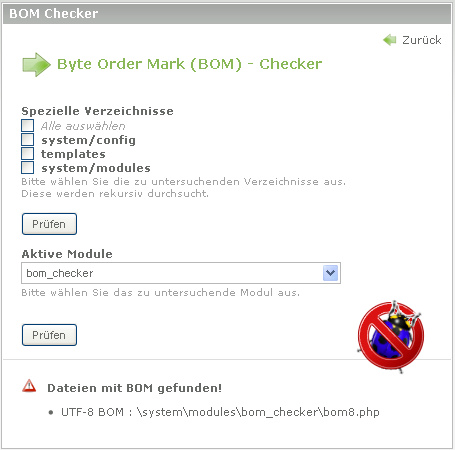 BOM Checker
Zurück
Byte Order Mark (BOM) - Checker
Spezielle Verzeichnisse
Alle auswählen
system/config
templates
system/modules
Bitte wählen Sie die zu untersuchenden Verzeichnisse aus.
Diese werden rekursiv durchsucht.
Prüfen
Aktive Module
bom_checker
Bitte wählen Sie das zu untersuchende Modul aus.
Prüfen
Dateien mit BOM gefunden!
• UTF-8 BOM : \system\modules\bom_checker\bom8.php